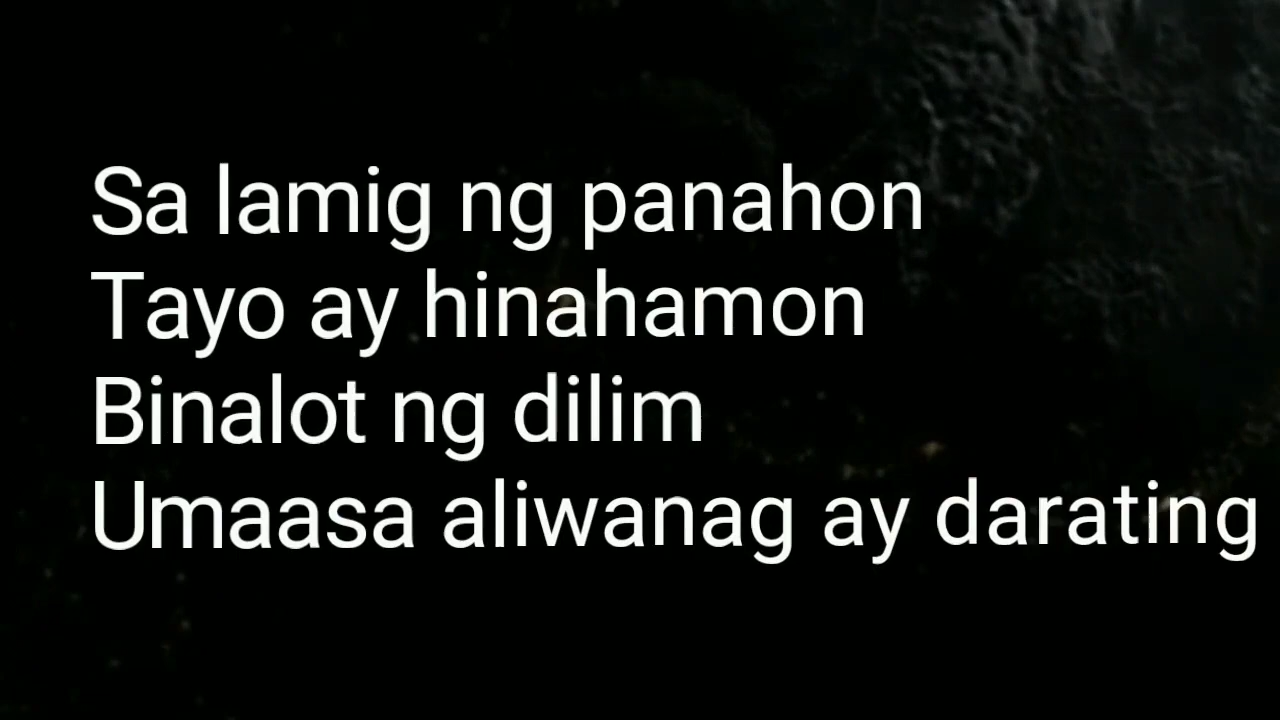 Sa lamig ng panahon
Tayo ay hinahamon
Binalot ng dilim
Umaasa aliwanag ay darating